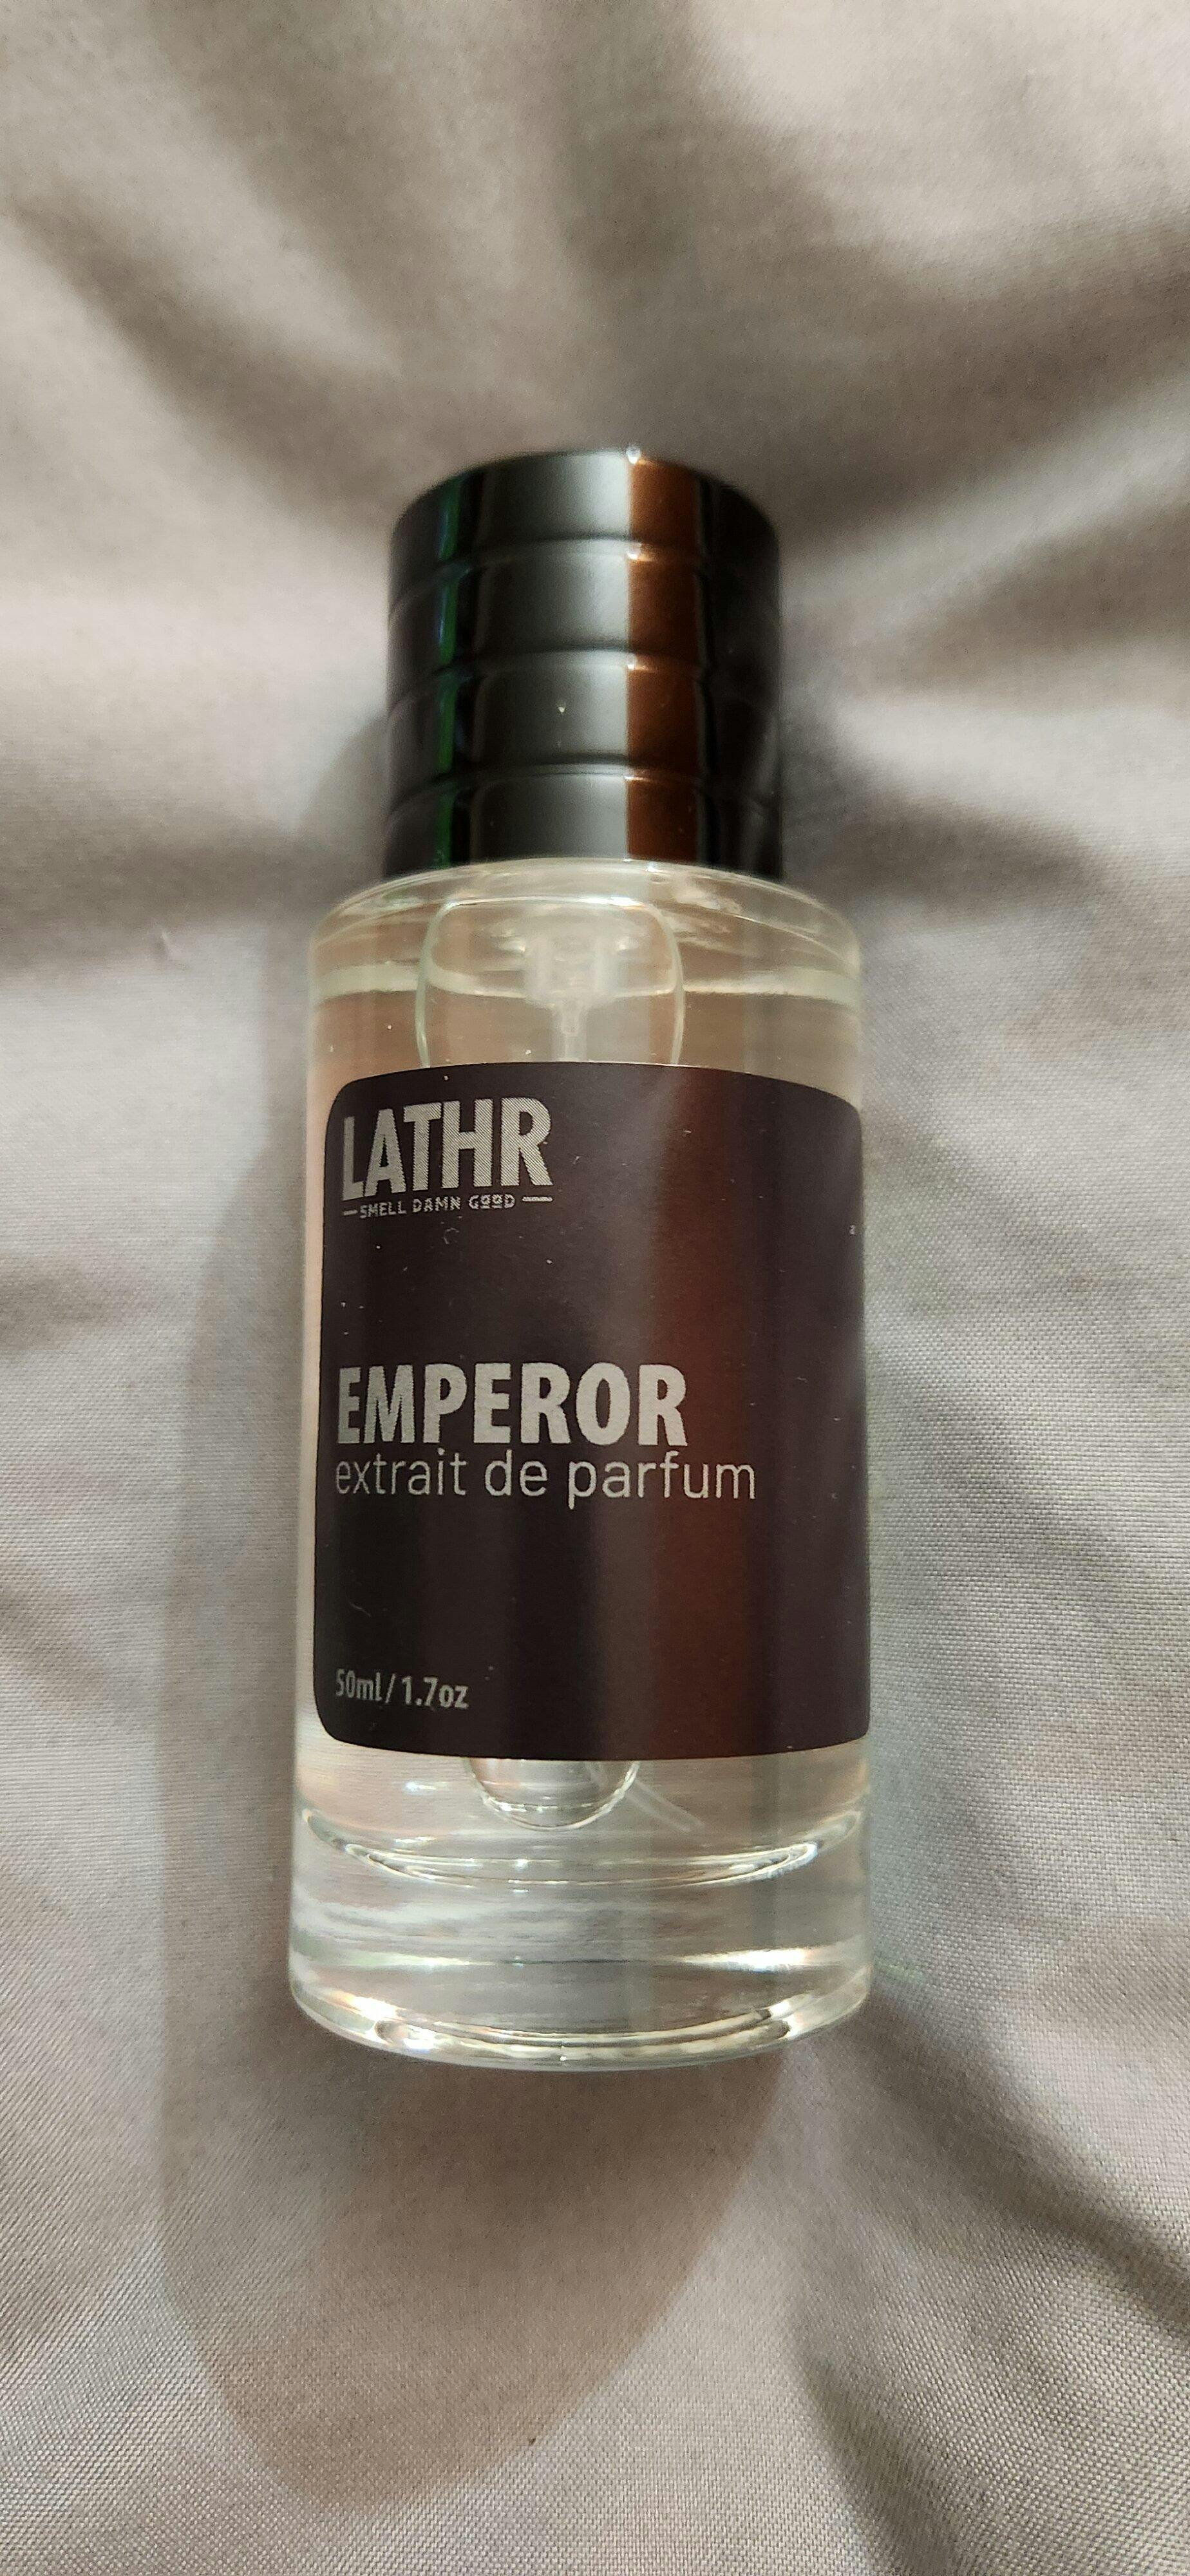 LATHR
SMELL DAMN GOOD
EMPEROR
extrait de parfum
50ml/1.7oz